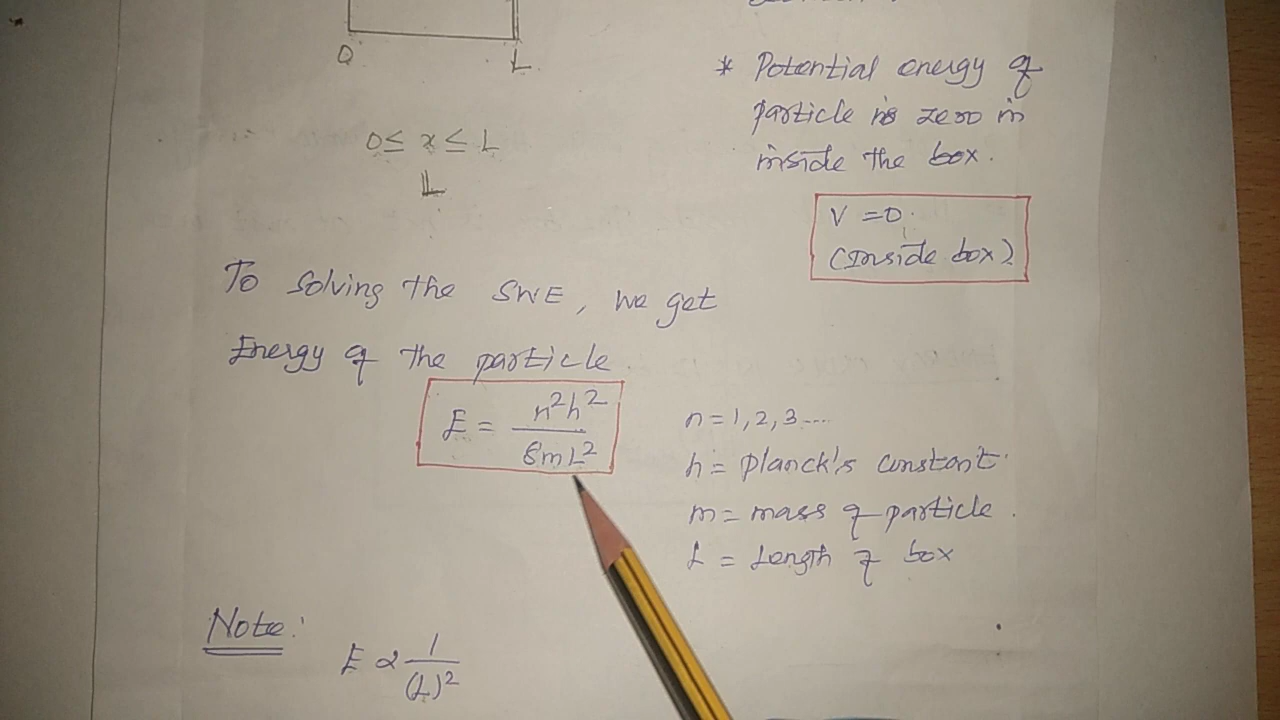 0 L
0 ≤ x ≤ L
L
* Potential energy of
particle is zero in
inside the box.
V = 0.
(Inside box)
To solving the SWE, we get
Energy of the particle.
E = n²h² / 8mL²
n = 1, 2, 3 ....
h = Planck's constant.
m = mass of particle.
L = Length of box
Note:
E ∝ 1 / (L)²